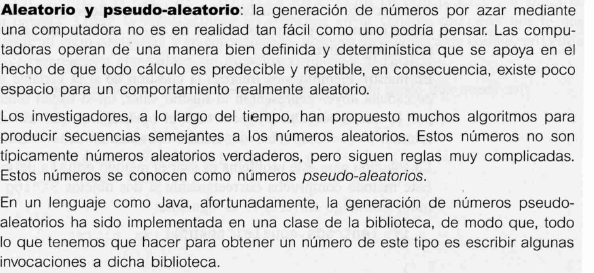 Aleatorio y pseudo-aleatorio: la generación de números por azar mediante
una computadora no es en realidad tan fácil como uno podría pensar. Las compu-
tadoras operan de una manera bien definida y determinística que se apoya en el
hecho de que todo cálculo es predecible y repetible, en consecuencia, existe poco
espacio para un comportamiento realmente aleatorio.
Los investigadores, a lo largo del tiempo, han propuesto muchos algoritmos para
producir secuencias semejantes a los números aleatorios. Estos números no son
típicamente números aleatorios verdaderos, pero siguen reglas muy complicadas.
Estos números se conocen como números pseudo-aleatorios.
En un lenguaje como Java, afortunadamente, la generación de números pseudo-
aleatorios ha sido implementada en una clase de la biblioteca, de modo que, todo
lo que tenemos que hacer para obtener un número de este tipo es escribir algunas
invocaciones a dicha biblioteca.